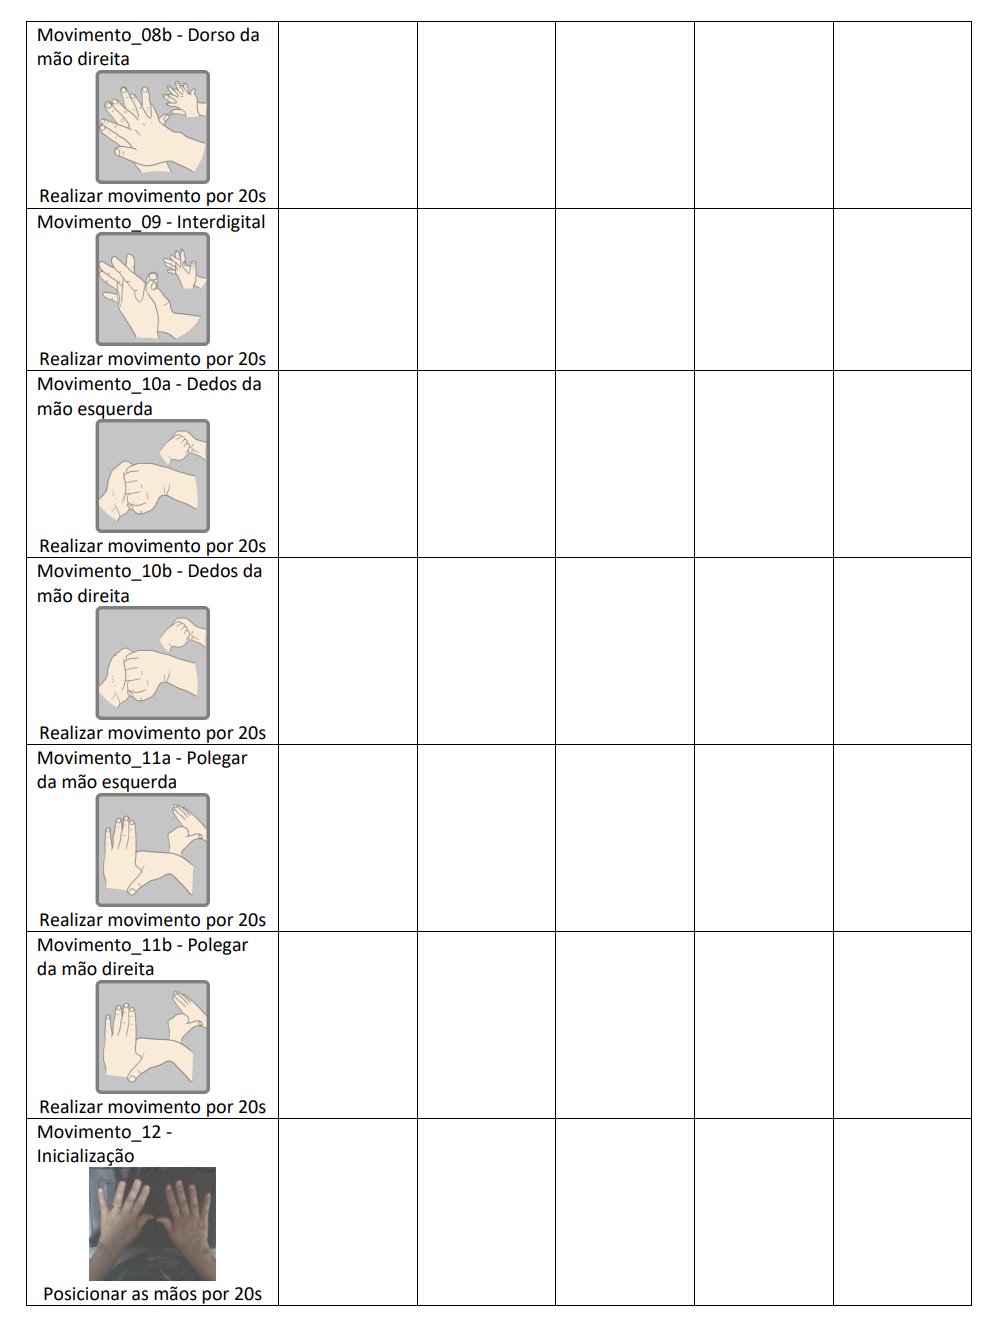 Movimento_08b - Dorso da
mão direita
Realizar movimento por 20s
Movimento_09 - Interdigital
Realizar movimento por 20s
Movimento_10a - Dedos da
mão esquerda
Realizar movimento por 20s
Movimento_10b - Dedos da
mão direita
Realizar movimento por 20s
Movimento_11a - Polegar
da mão esquerda
Realizar movimento por 20s
Movimento_11b - Polegar
da mão direita
Realizar movimento por 20s
Movimento_12 -
Inicialização
Posicionar as mãos por 20s